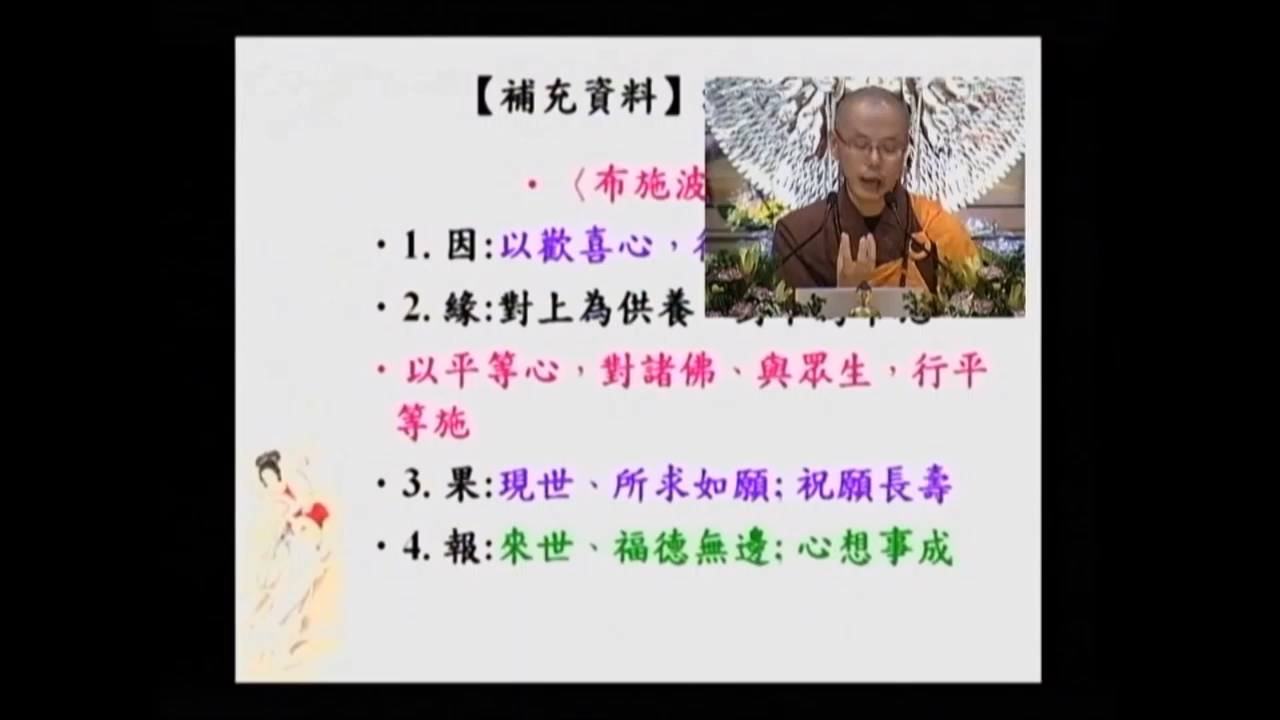 【補充資料】
• 〈布施波
• 1. 因:以歡喜心,
• 2. 緣:對上為供養
• 以平等心,對諸佛、與眾生,行平
等施
• 3. 果:現世、所求如願;祝願長壽
• 4. 報:來世、福德無邊;心想事成